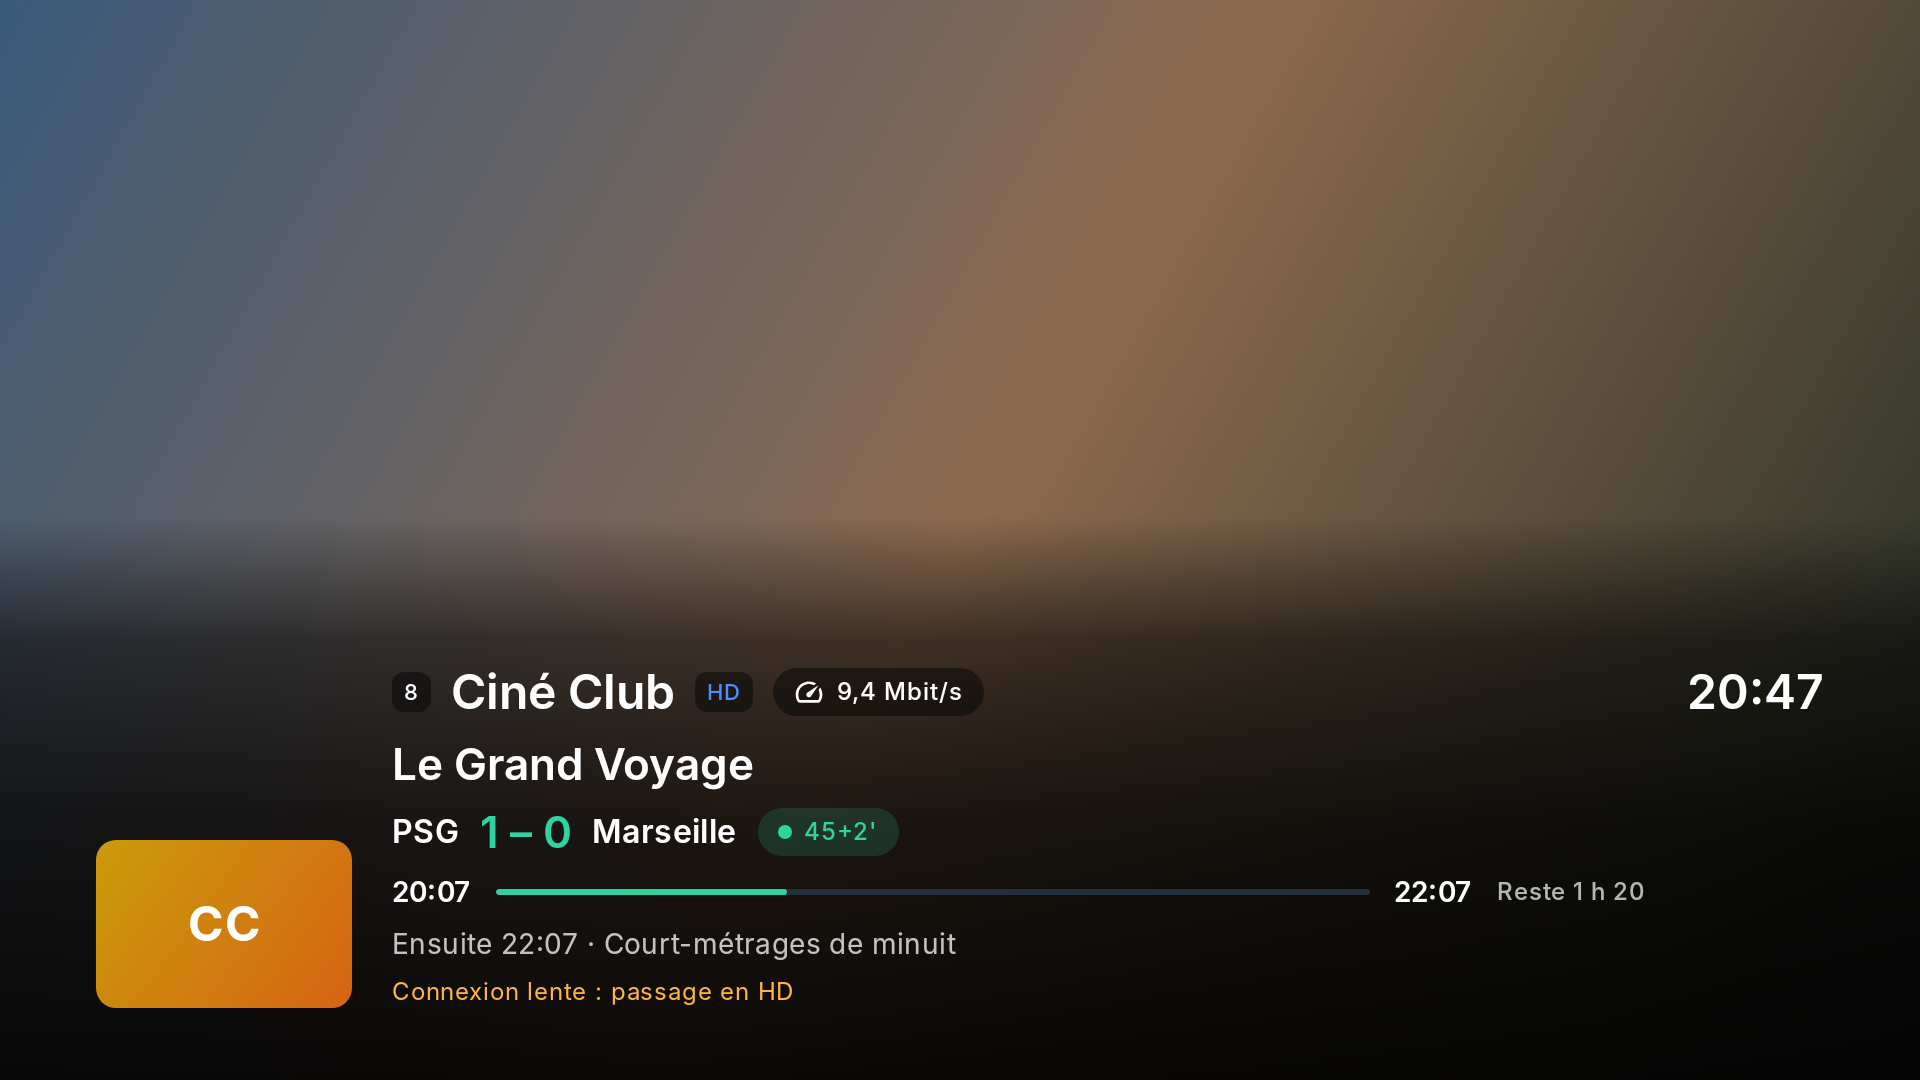 8 Ciné Club HD 9,4 Mbit/s 20:47
Le Grand Voyage
PSG 1 – 0 Marseille 45+2'
20:07 22:07 Reste 1 h 20
CC
Ensuite 22:07 · Court-métrages de minuit
Connexion lente : passage en HD